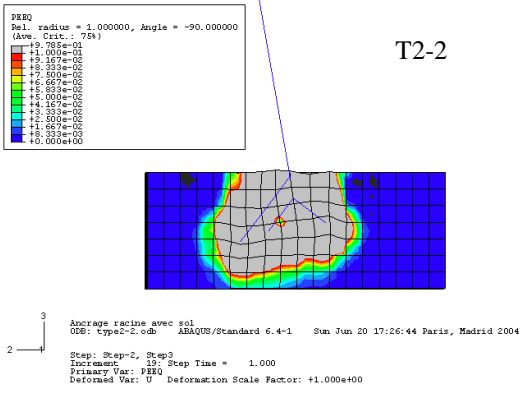 PEEQ
Rel. radius = 1.000000, Angle = -90.000000
(Ave. Crit.: 75%)
+9.785e-01
+1.000e-01
+9.167e-02
+8.333e-02
+7.500e-02
+6.667e-02
+5.833e-02
+5.000e-02
+4.167e-02
+3.333e-02
+2.500e-02
+1.667e-02
+8.333e-03
+0.000e+00
T2-2
3
2
1
Ancrage racine avec sol
ODB: type2-2.odb ABAQUS/Standard 6.4-1 Sun Jun 20 17:26:44 Paris, Madrid 2004
Step: Step-2, Step3
Increment 19: Step Time = 1.000
Primary Var: PEEQ
Deformed Var: U Deformation Scale Factor: +1.000e+00